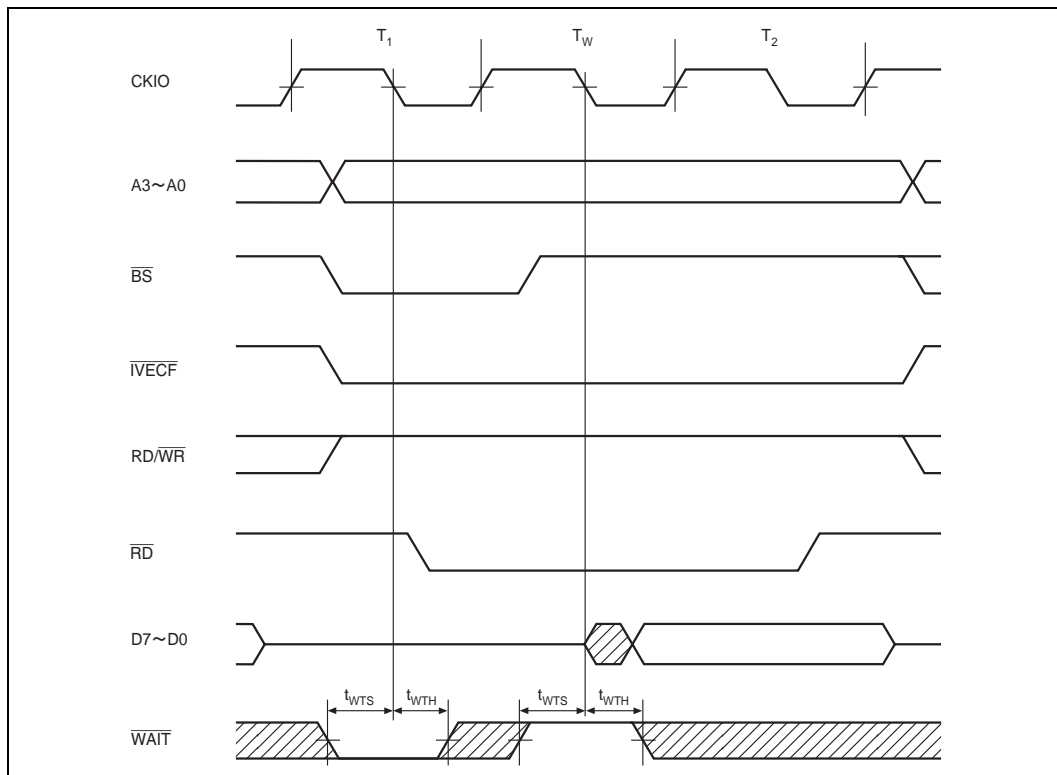 T1 TW T2
CKIO
A3～A0
BS
IVECF
RD/WR
RD
D7～D0
tWTS tWTH tWTS tWTH
WAIT